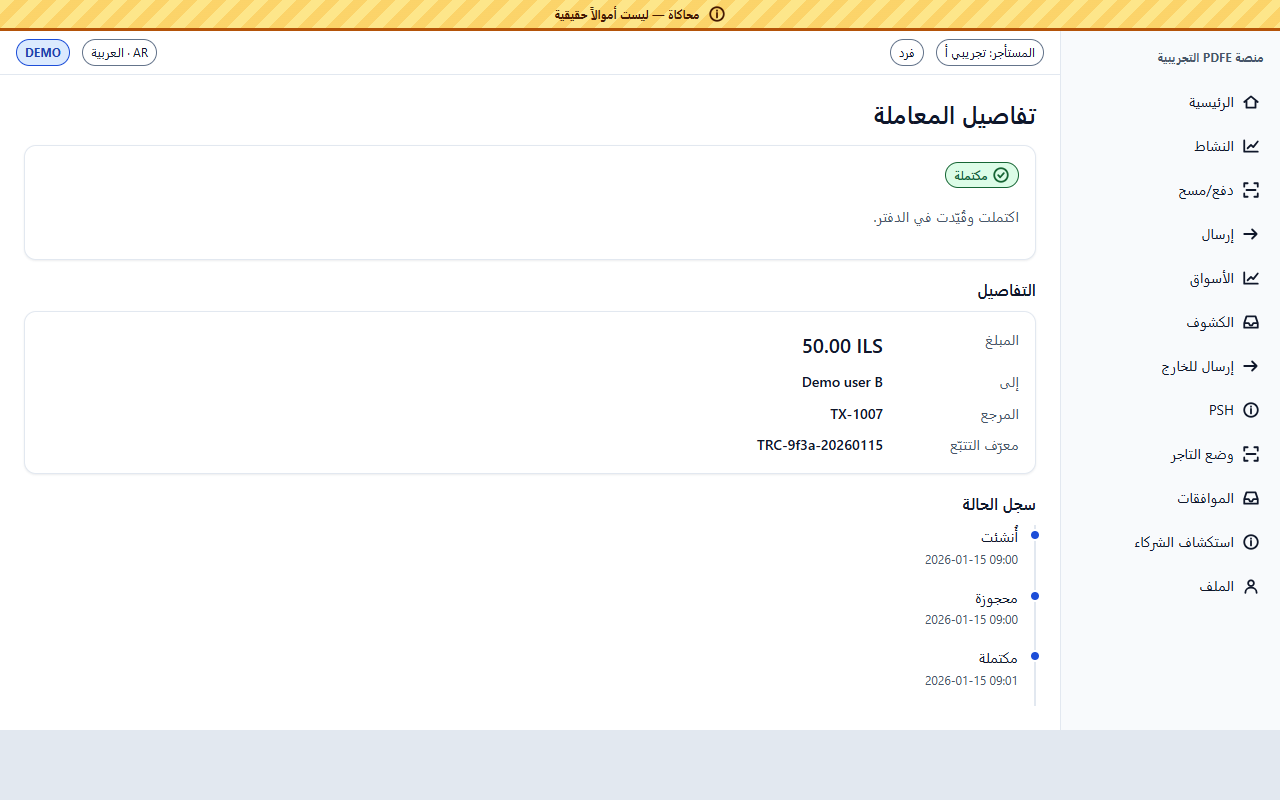 محاكاة — ليست أموالاً حقيقية
منصة PDFE التجريبية
الرئيسية
النشاط
دفع/مسح
إرسال
الأسواق
الكشوف
إرسال للخارج
PSH
وضع التاجر
الموافقات
استكشاف الشركاء
الملف
المستأجر: تجريبي أ
فرد
AR · العربية
DEMO
تفاصيل المعاملة
مكتملة
اكتملت وقُيّدت في الدفتر.
التفاصيل
المبلغ 50.00 ILS
إلى Demo user B
المرجع TX-1007
معرّف التتبّع TRC-9f3a-20260115
سجل الحالة
أُنشئت
2026-01-15 09:00
محجوزة
2026-01-15 09:00
مكتملة
2026-01-15 09:01